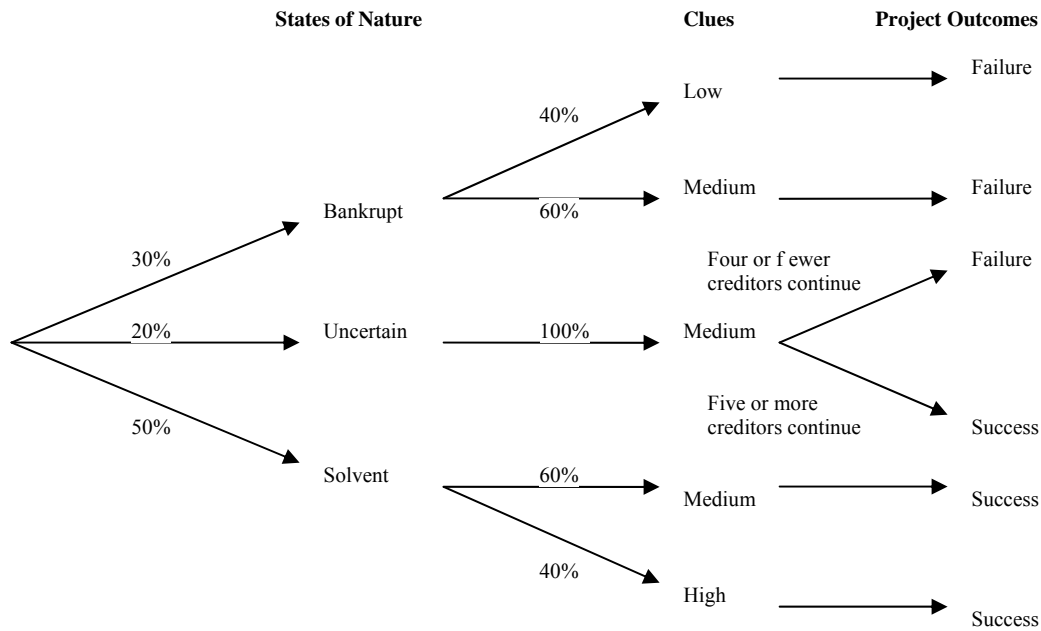 States of Nature
Clues
Project Outcomes
Failure
Low
40%
Medium
Failure
Bankrupt
60%
30%
Four or f ewer
creditors continue
Failure
20%
Uncertain
100%
Medium
Five or more
creditors continue
50%
Success
Solvent
60%
Medium
Success
40%
High
Success